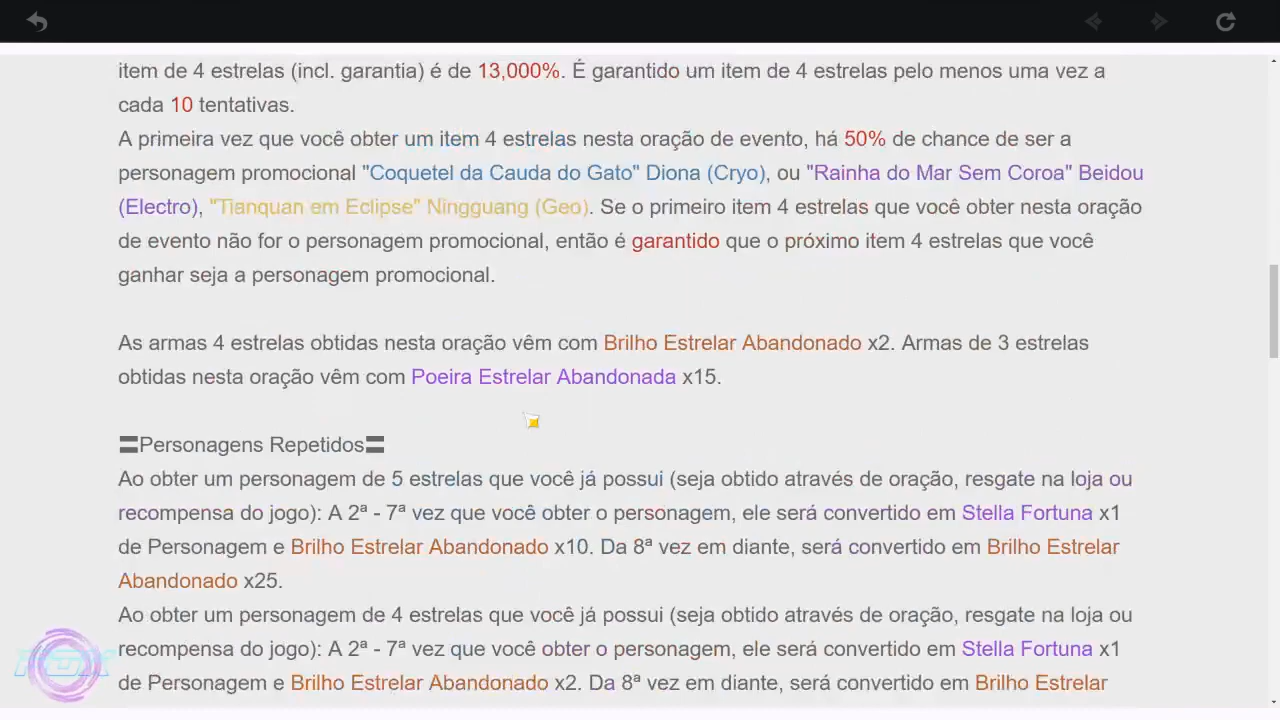 item de 4 estrelas (incl. garantia) é de 13,000%. É garantido um item de 4 estrelas pelo menos uma vez a
cada 10 tentativas.
A primeira vez que você obter um item 4 estrelas nesta oração de evento, há 50% de chance de ser a
personagem promocional "Coquetel da Cauda do Gato" Diona (Cryo), ou "Rainha do Mar Sem Coroa" Beidou
(Electro), "Tianquan em Eclipse" Ningguang (Geo). Se o primeiro item 4 estrelas que você obter nesta oração
de evento não for o personagem promocional, então é garantido que o próximo item 4 estrelas que você
ganhar seja a personagem promocional.
As armas 4 estrelas obtidas nesta oração vêm com Brilho Estrelar Abandonado x2. Armas de 3 estrelas
obtidas nesta oração vêm com Poeira Estrelar Abandonada x15.
〓Personagens Repetidos〓
Ao obter um personagem de 5 estrelas que você já possui (seja obtido através de oração, resgate na loja ou
recompensa do jogo): A 2ª - 7ª vez que você obter o personagem, ele será convertido em Stella Fortuna x1
de Personagem e Brilho Estrelar Abandonado x10. Da 8ª vez em diante, será convertido em Brilho Estrelar
Abandonado x25.
Ao obter um personagem de 4 estrelas que você já possui (seja obtido através de oração, resgate na loja ou
recompensa do jogo): A 2ª - 7ª vez que você obter o personagem, ele será convertido em Stella Fortuna x1
de Personagem e Brilho Estrelar Abandonado x2. Da 8ª vez em diante, será convertido em Brilho Estrelar